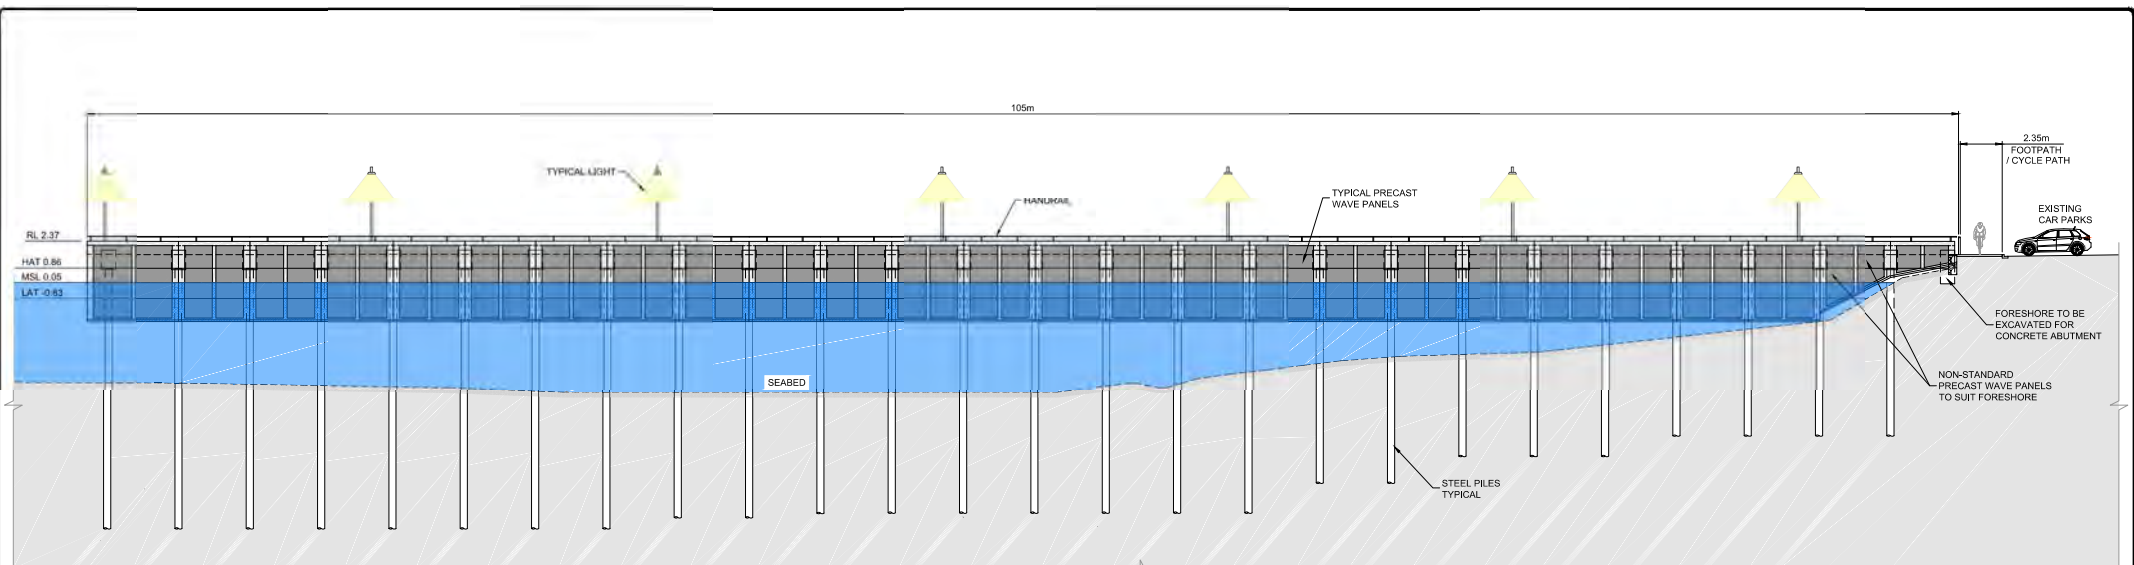 105m
2.35m
FOOTPATH
/ CYCLE PATH
TYPICAL LIGHT
HANDRAIL
TYPICAL PRECAST
WAVE PANELS
EXISTING
CAR PARKS
RL 2.37
HAT 0.86
MSL 0.05
LAT -0.63
FORESHORE TO BE
EXCAVATED FOR
CONCRETE ABUTMENT
SEABED
NON-STANDARD
PRECAST WAVE PANELS
TO SUIT FORESHORE
STEEL PILES
TYPICAL